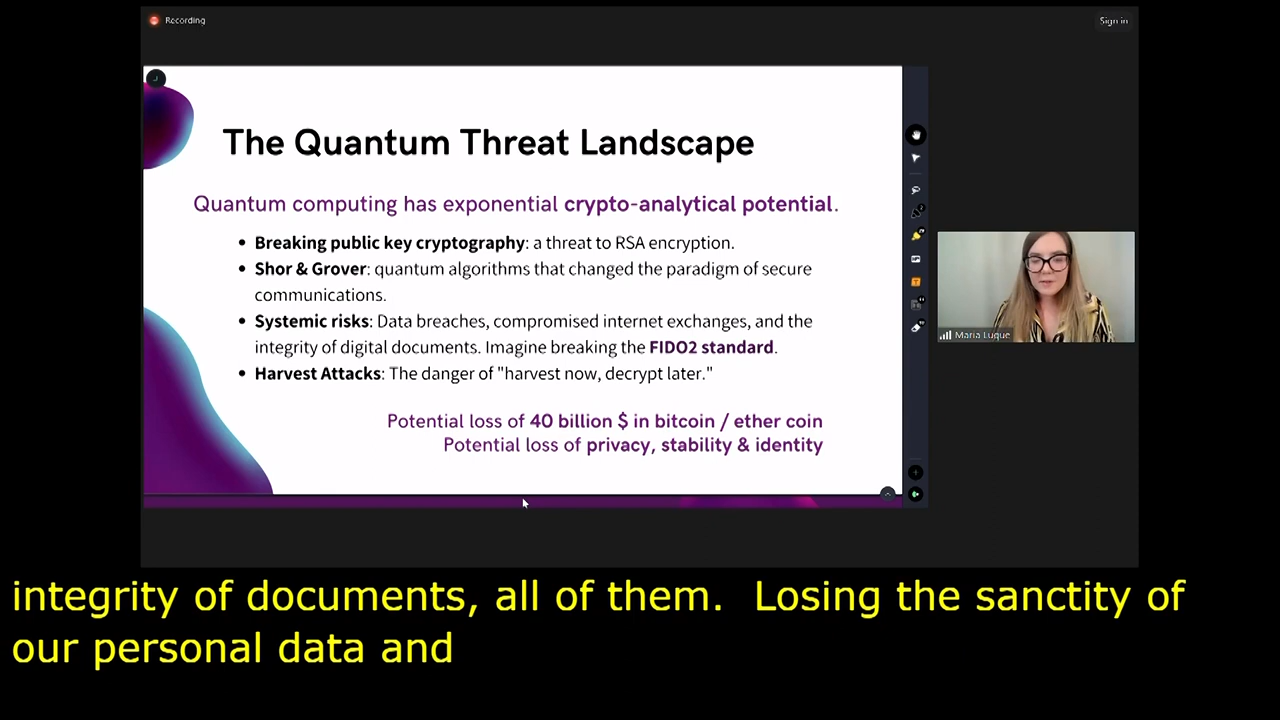 Recording
Sign in
The Quantum Threat Landscape
Quantum computing has exponential crypto-analytical potential.
• Breaking public key cryptography: a threat to RSA encryption.
• Shor & Grover: quantum algorithms that changed the paradigm of secure
communications.
• Systemic risks: Data breaches, compromised internet exchanges, and the
integrity of digital documents. Imagine breaking the FIDO2 standard.
• Harvest Attacks: The danger of "harvest now, decrypt later."
Potential loss of 40 billion $ in bitcoin / ether coin
Potential loss of privacy, stability & identity
Maria Luque
integrity of documents, all of them.  Losing the sanctity of
our personal data and